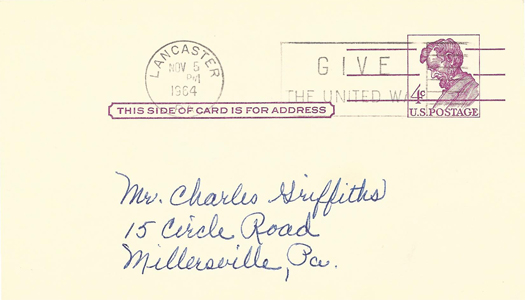 LANCASTER
NOV 5
PM
1964
GIVE
THE UNITED WAY
4¢
U.S. POSTAGE
THIS SIDE OF CARD IS FOR ADDRESS
Mr. Charles Griffiths
15 Circle Road
Millersville, Pa.